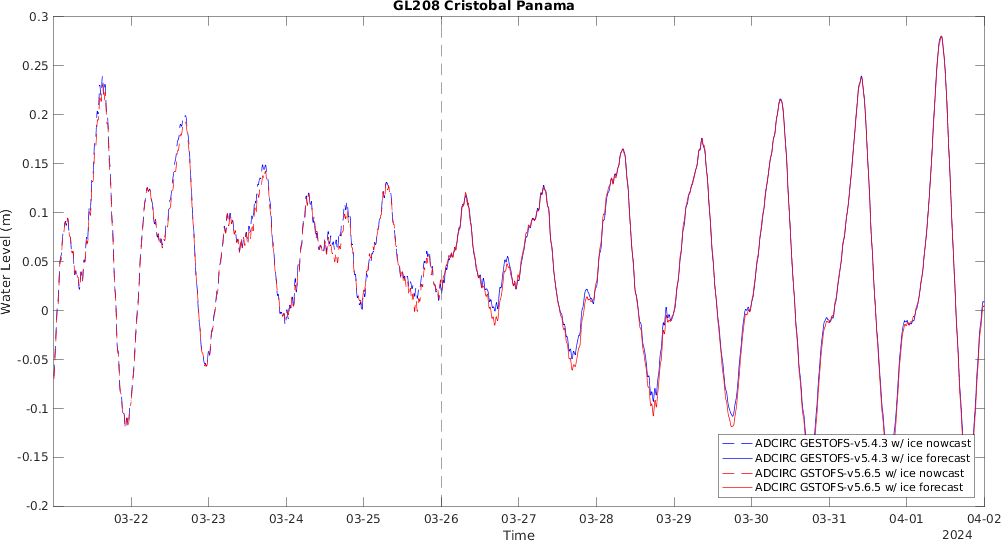 GL208 Cristobal Panama
0.3
0.25
0.2
0.15
0.1
0.05
0
-0.05
-0.1
-0.15
-0.2
Water Level (m)
ADCIRC GESTOFS-v5.4.3 w/ ice nowcast
ADCIRC GESTOFS-v5.4.3 w/ ice forecast
ADCIRC GSTOFS-v5.6.5 w/ ice nowcast
ADCIRC GSTOFS-v5.6.5 w/ ice forecast
03-22 03-23 03-24 03-25 03-26 03-27 03-28 03-29 03-30 03-31 04-01 04-02
Time
2024